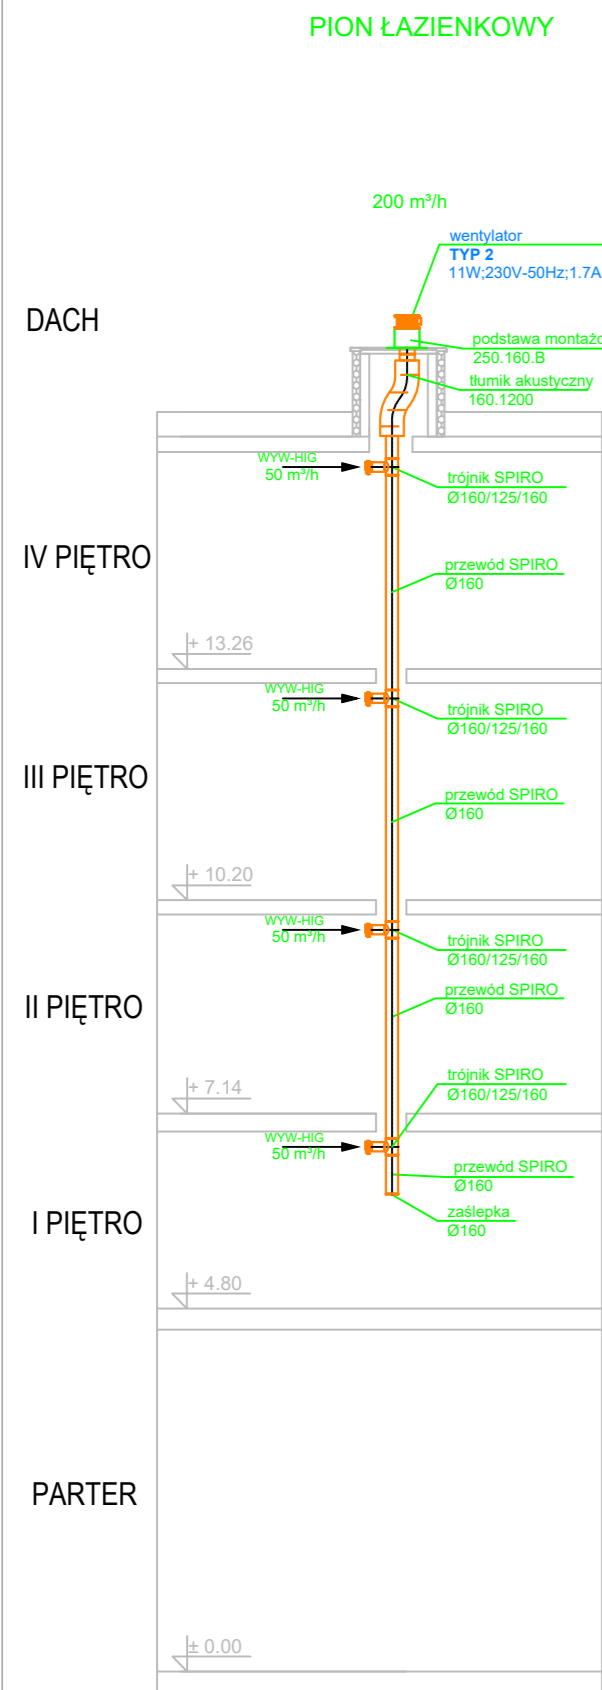 PION ŁAZIENKOWY
200 m³/h
wentylator
TYP 2
11W;230V-50Hz;1.7A
DACH
podstawa montażo
250.160.B
tłumik akustyczny
160.1200
WYW-HIG
50 m³/h
trójnik SPIRO
Ø160/125/160
IV PIĘTRO
przewód SPIRO
Ø160
+ 13.26
WYW-HIG
50 m³/h
trójnik SPIRO
Ø160/125/160
III PIĘTRO
przewód SPIRO
Ø160
+ 10.20
WYW-HIG
50 m³/h
trójnik SPIRO
Ø160/125/160
II PIĘTRO
przewód SPIRO
Ø160
+ 7.14
trójnik SPIRO
Ø160/125/160
WYW-HIG
50 m³/h
przewód SPIRO
Ø160
I PIĘTRO
zaślepka
Ø160
+ 4.80
PARTER
± 0.00